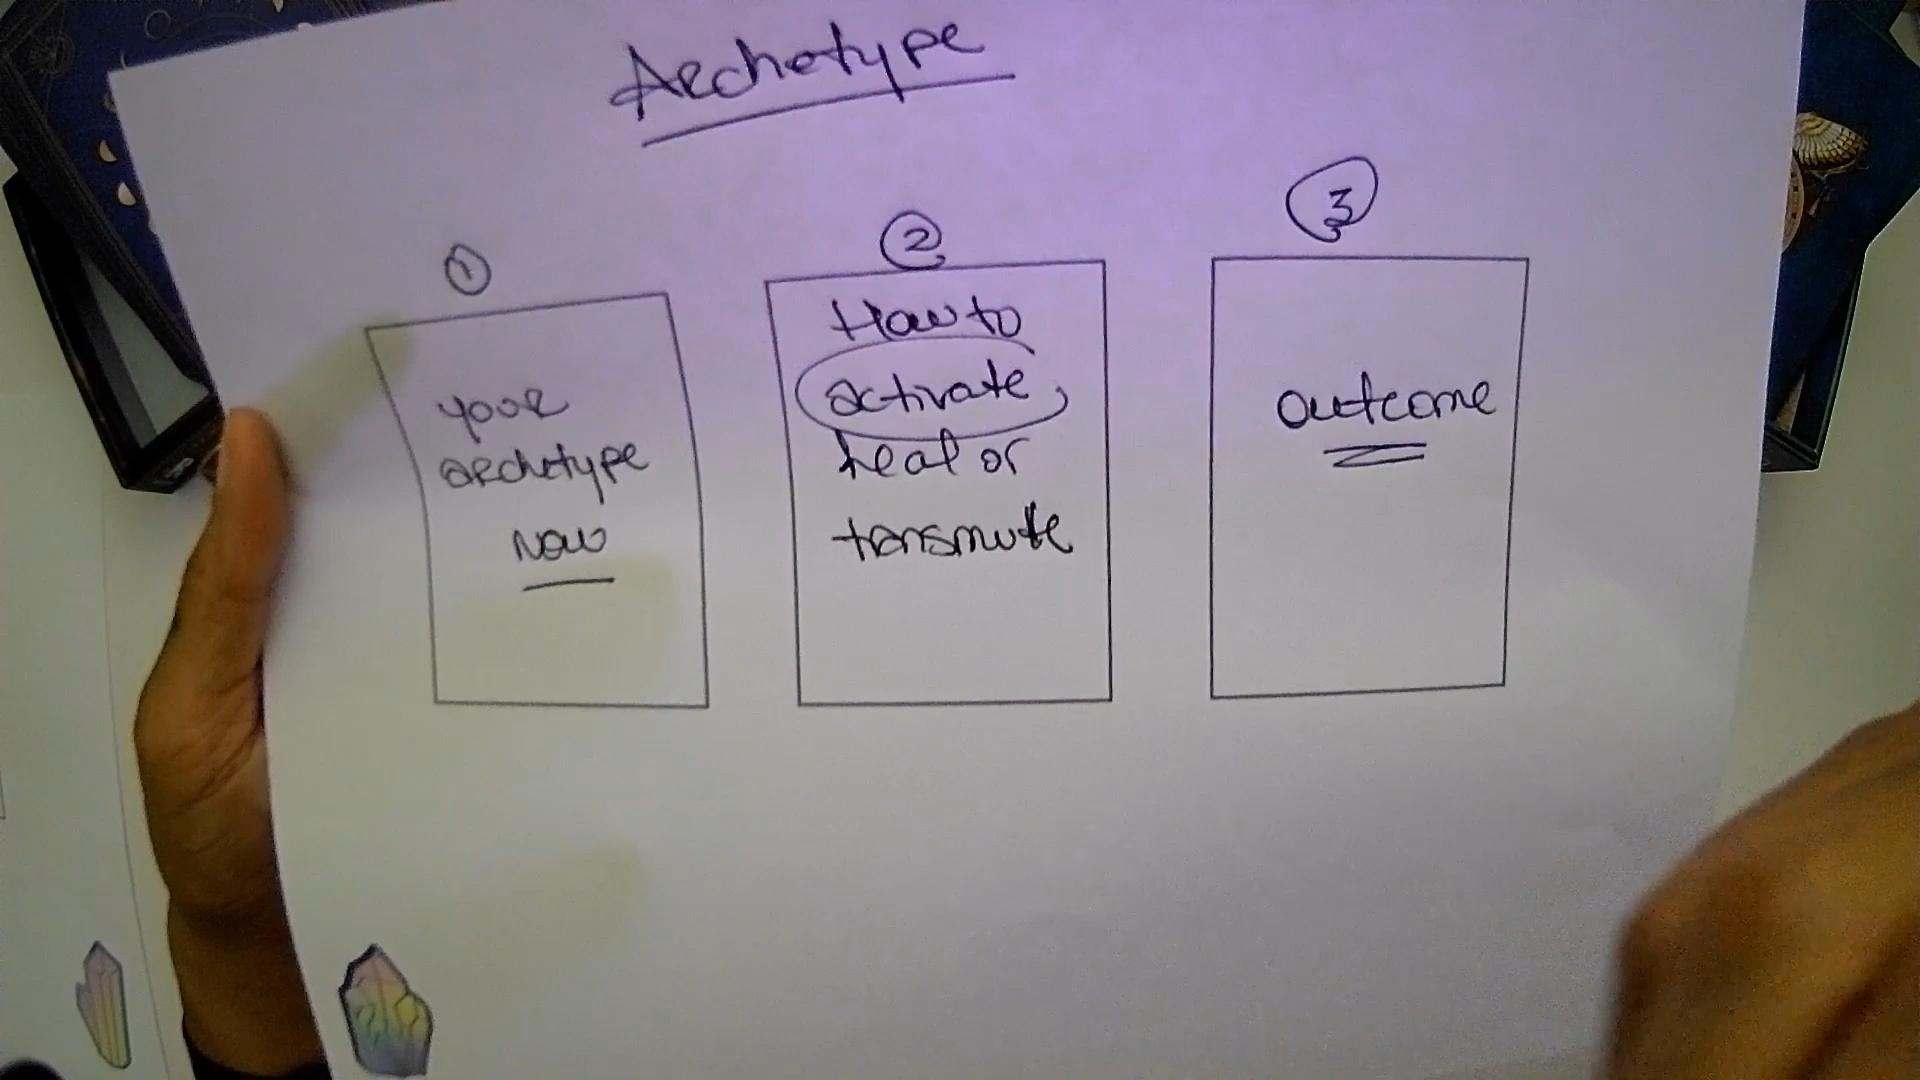 Archetype
1
your
archetype
now
2
How to
activate
heal or
transmute
3
outcome